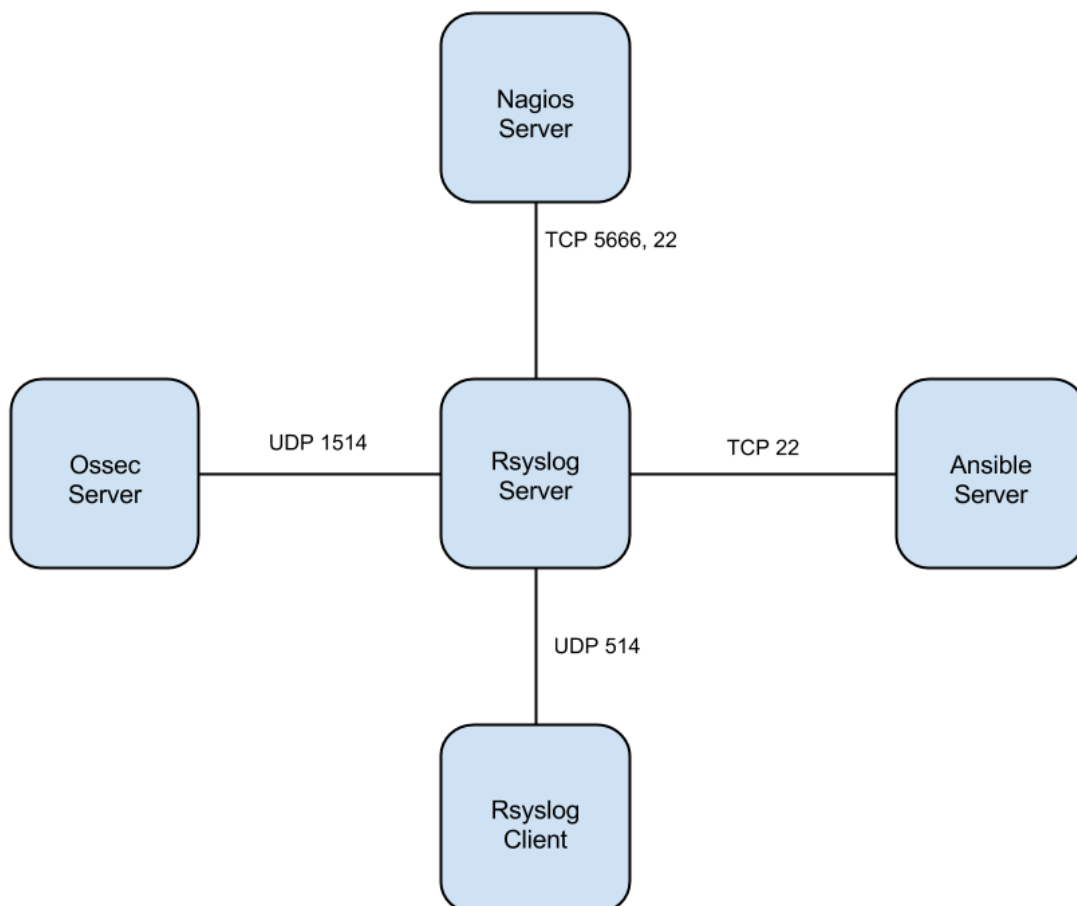 Nagios
Server
TCP 5666, 22
Ossec
Server
UDP 1514
Rsyslog
Server
TCP 22
Ansible
Server
UDP 514
Rsyslog
Client